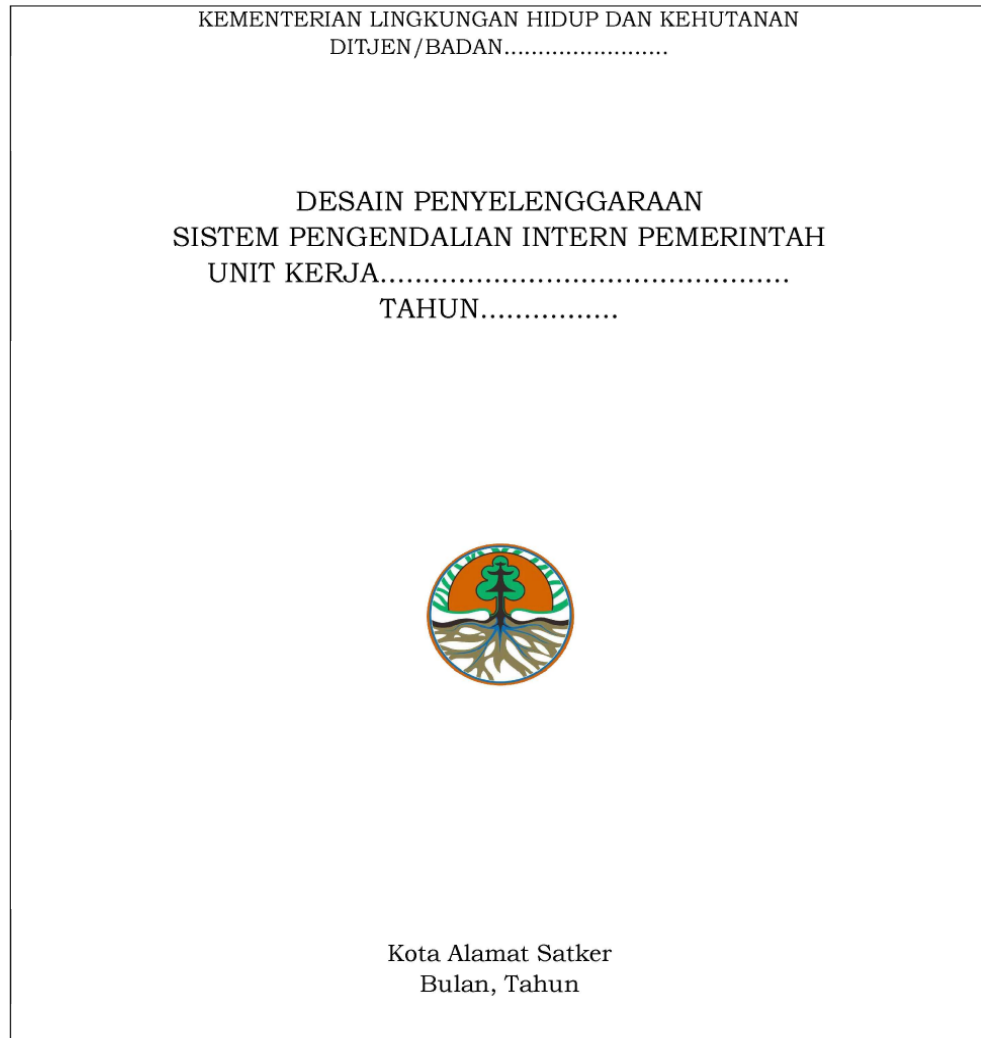 KEMENTERIAN LINGKUNGAN HIDUP DAN KEHUTANAN
DITJEN/BADAN........................
DESAIN PENYELENGGARAAN
SISTEM PENGENDALIAN INTERN PEMERINTAH
UNIT KERJA...............................................
TAHUN................
Kota Alamat Satker
Bulan, Tahun